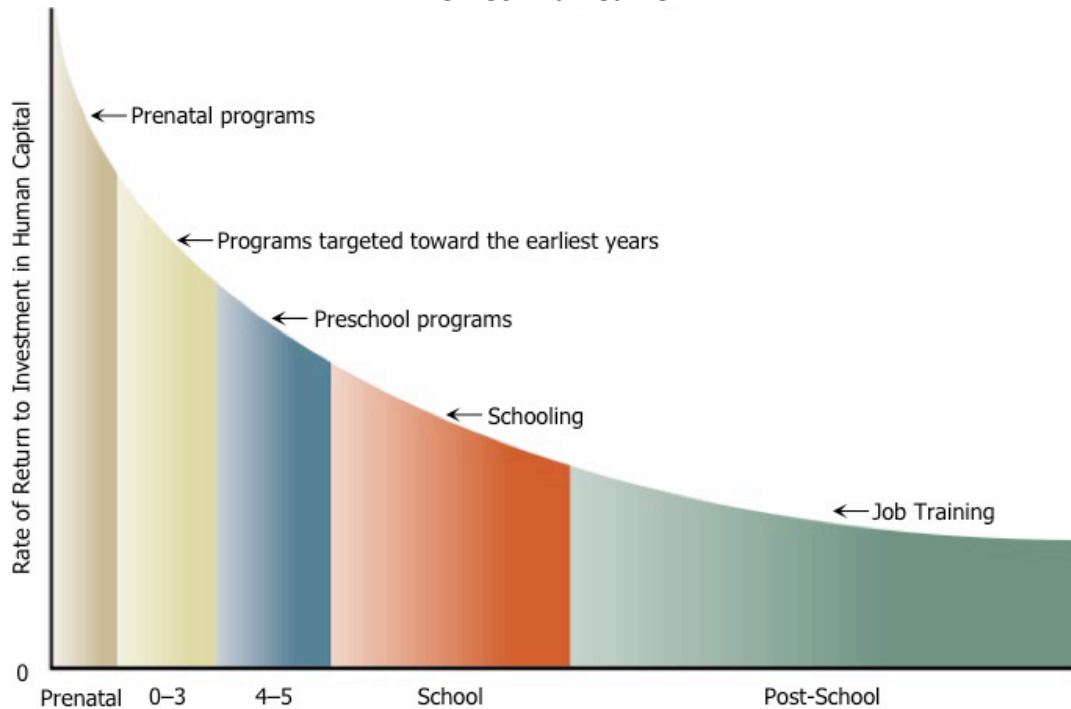 Prenatal programs
Programs targeted toward the earliest years
Preschool programs
Schooling
Job Training
Rate of Return to Investment in Human Capital
0
Prenatal 0–3 4–5 School Post-School